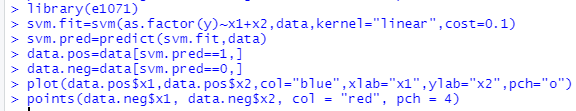 > library(e1071)
> svm.fit=svm(as.factor(y)~x1+x2,data,kernel="linear",cost=0.1)
> svm.pred=predict(svm.fit,data)
> data.pos=data[svm.pred==1,]
> data.neg=data[svm.pred==0,]
> plot(data.pos$x1,data.pos$x2,col="blue",xlab="x1",ylab="x2",pch="o")
> points(data.neg$x1, data.neg$x2, col = "red", pch = 4)